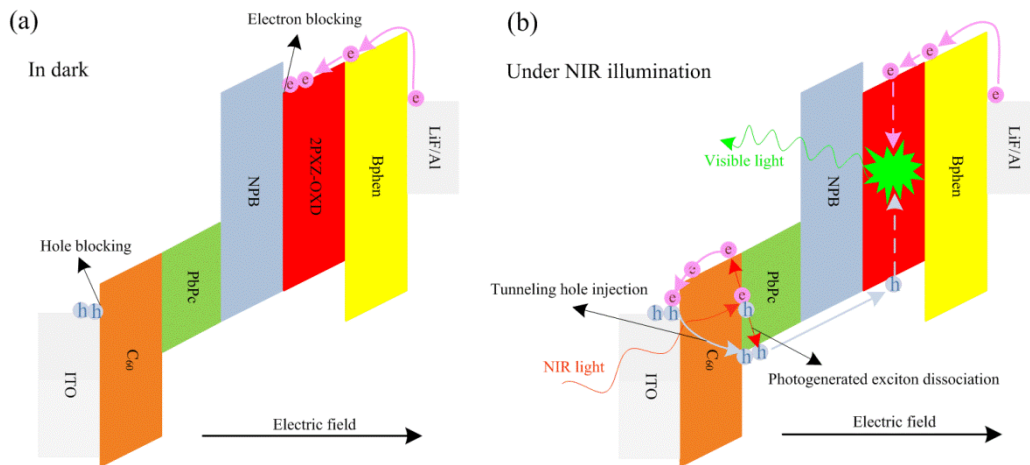 (a)
In dark
Electron blocking
e
e
e
e
e
LiF/Al
2PXZ-OXD
Bphen
NPB
Hole blocking
PbPc
h
h
C60
ITO
Electric field
(b)
Under NIR illumination
e
e
e
e
LiF/Al
Visible light
NPB
Bphen
h
e
e
e
e
PbPc
Tunneling hole injection
h
h
h
h
h
C60
NIR light
Photogenerated exciton dissociation
ITO
Electric field